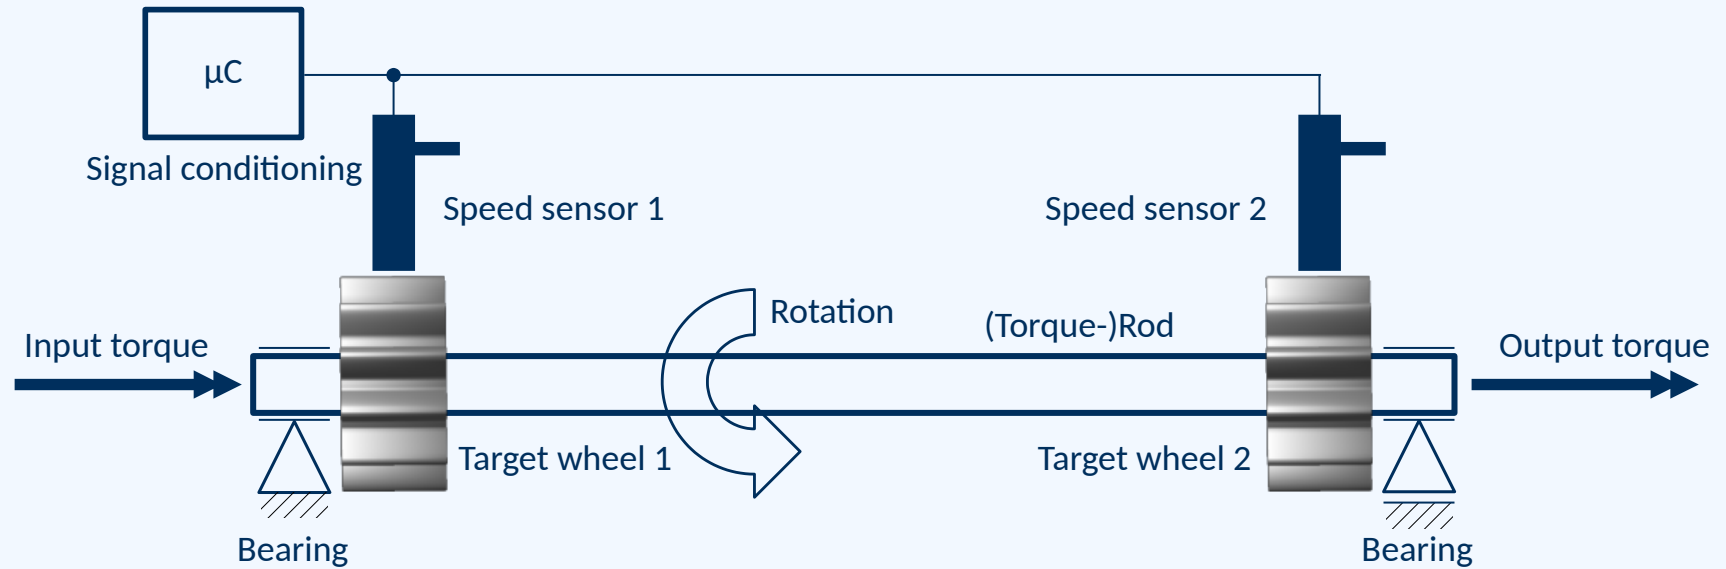 µC
Signal conditioning
Speed sensor 1
Speed sensor 2
Rotation
(Torque-)Rod
Input torque
Output torque
Target wheel 1
Target wheel 2
Bearing
Bearing